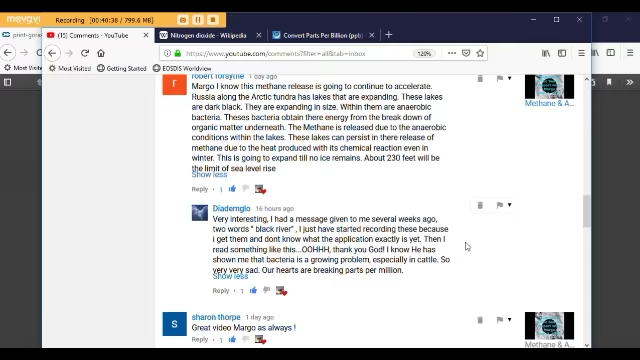 movavi
Recording 00:40:38 / 799.6 MB
print-goras
(15) Comments - YouTube
Nitrogen dioxide - Wikipedia
Convert Parts Per Billion (ppb)
https://www.youtube.com/comments?filter=all&tab=inbox
120%
Most Visited
Most Visited
Getting Started
EOSDIS Worldview
robert forsythe 1 day ago
Margo I know this methane release is going to continue to accelerate.
Russia along the Arctic tundra has lakes that are expanding. These lakes
are dark black. They are expanding in size. Within them are anaerobic
bacteria. Theses bacteria obtain there energy from the break down of
organic matter underneath. The Methane is released due to the anaerobic
conditions within the lakes. These lakes can persist in there release of
methane due to the heat produced with its chemical reaction even in
winter. This is going to expand till no ice remains. About 230 feet will be
the limit of sea level rise
Show less
Reply 1
Methane & A...
Diademglo 16 hours ago
Very interesting, I had a message given to me several weeks ago,
two words " black river" , I just have started recording these because
i get them and dont know what the application exactly is yet. Then I
read something like this...OOHHH, thank you God! I know He has
shown me that bacteria is a growing problem, especially in cattle. So
very very sad. Our hearts are breaking parts per million.
Show less
Reply 1
S
sharon thorpe 1 day ago
Great video Margo as always !
Reply 1
Methane & A...